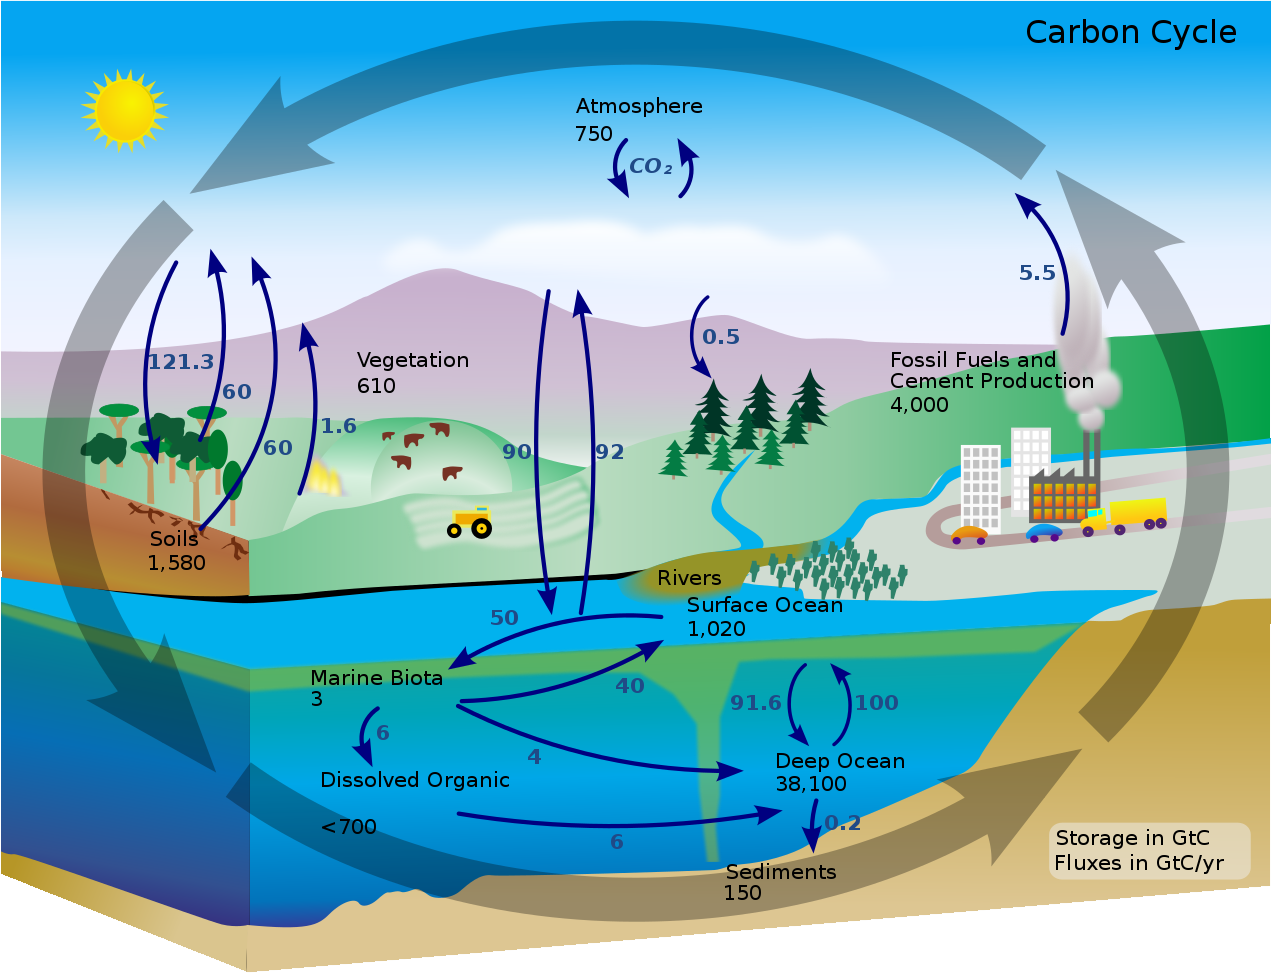 Carbon Cycle
Atmosphere
750
CO₂
5.5
121.3
60
60
1.6
Vegetation
610
90
92
0.5
Fossil Fuels and
Cement Production
4,000
Soils
1,580
Rivers
Surface Ocean
1,020
50
Marine Biota
3
40
91.6
100
6
4
Deep Ocean
38,100
Dissolved Organic
<700
6
0.2
Sediments
150
Storage in GtC
Fluxes in GtC/yr